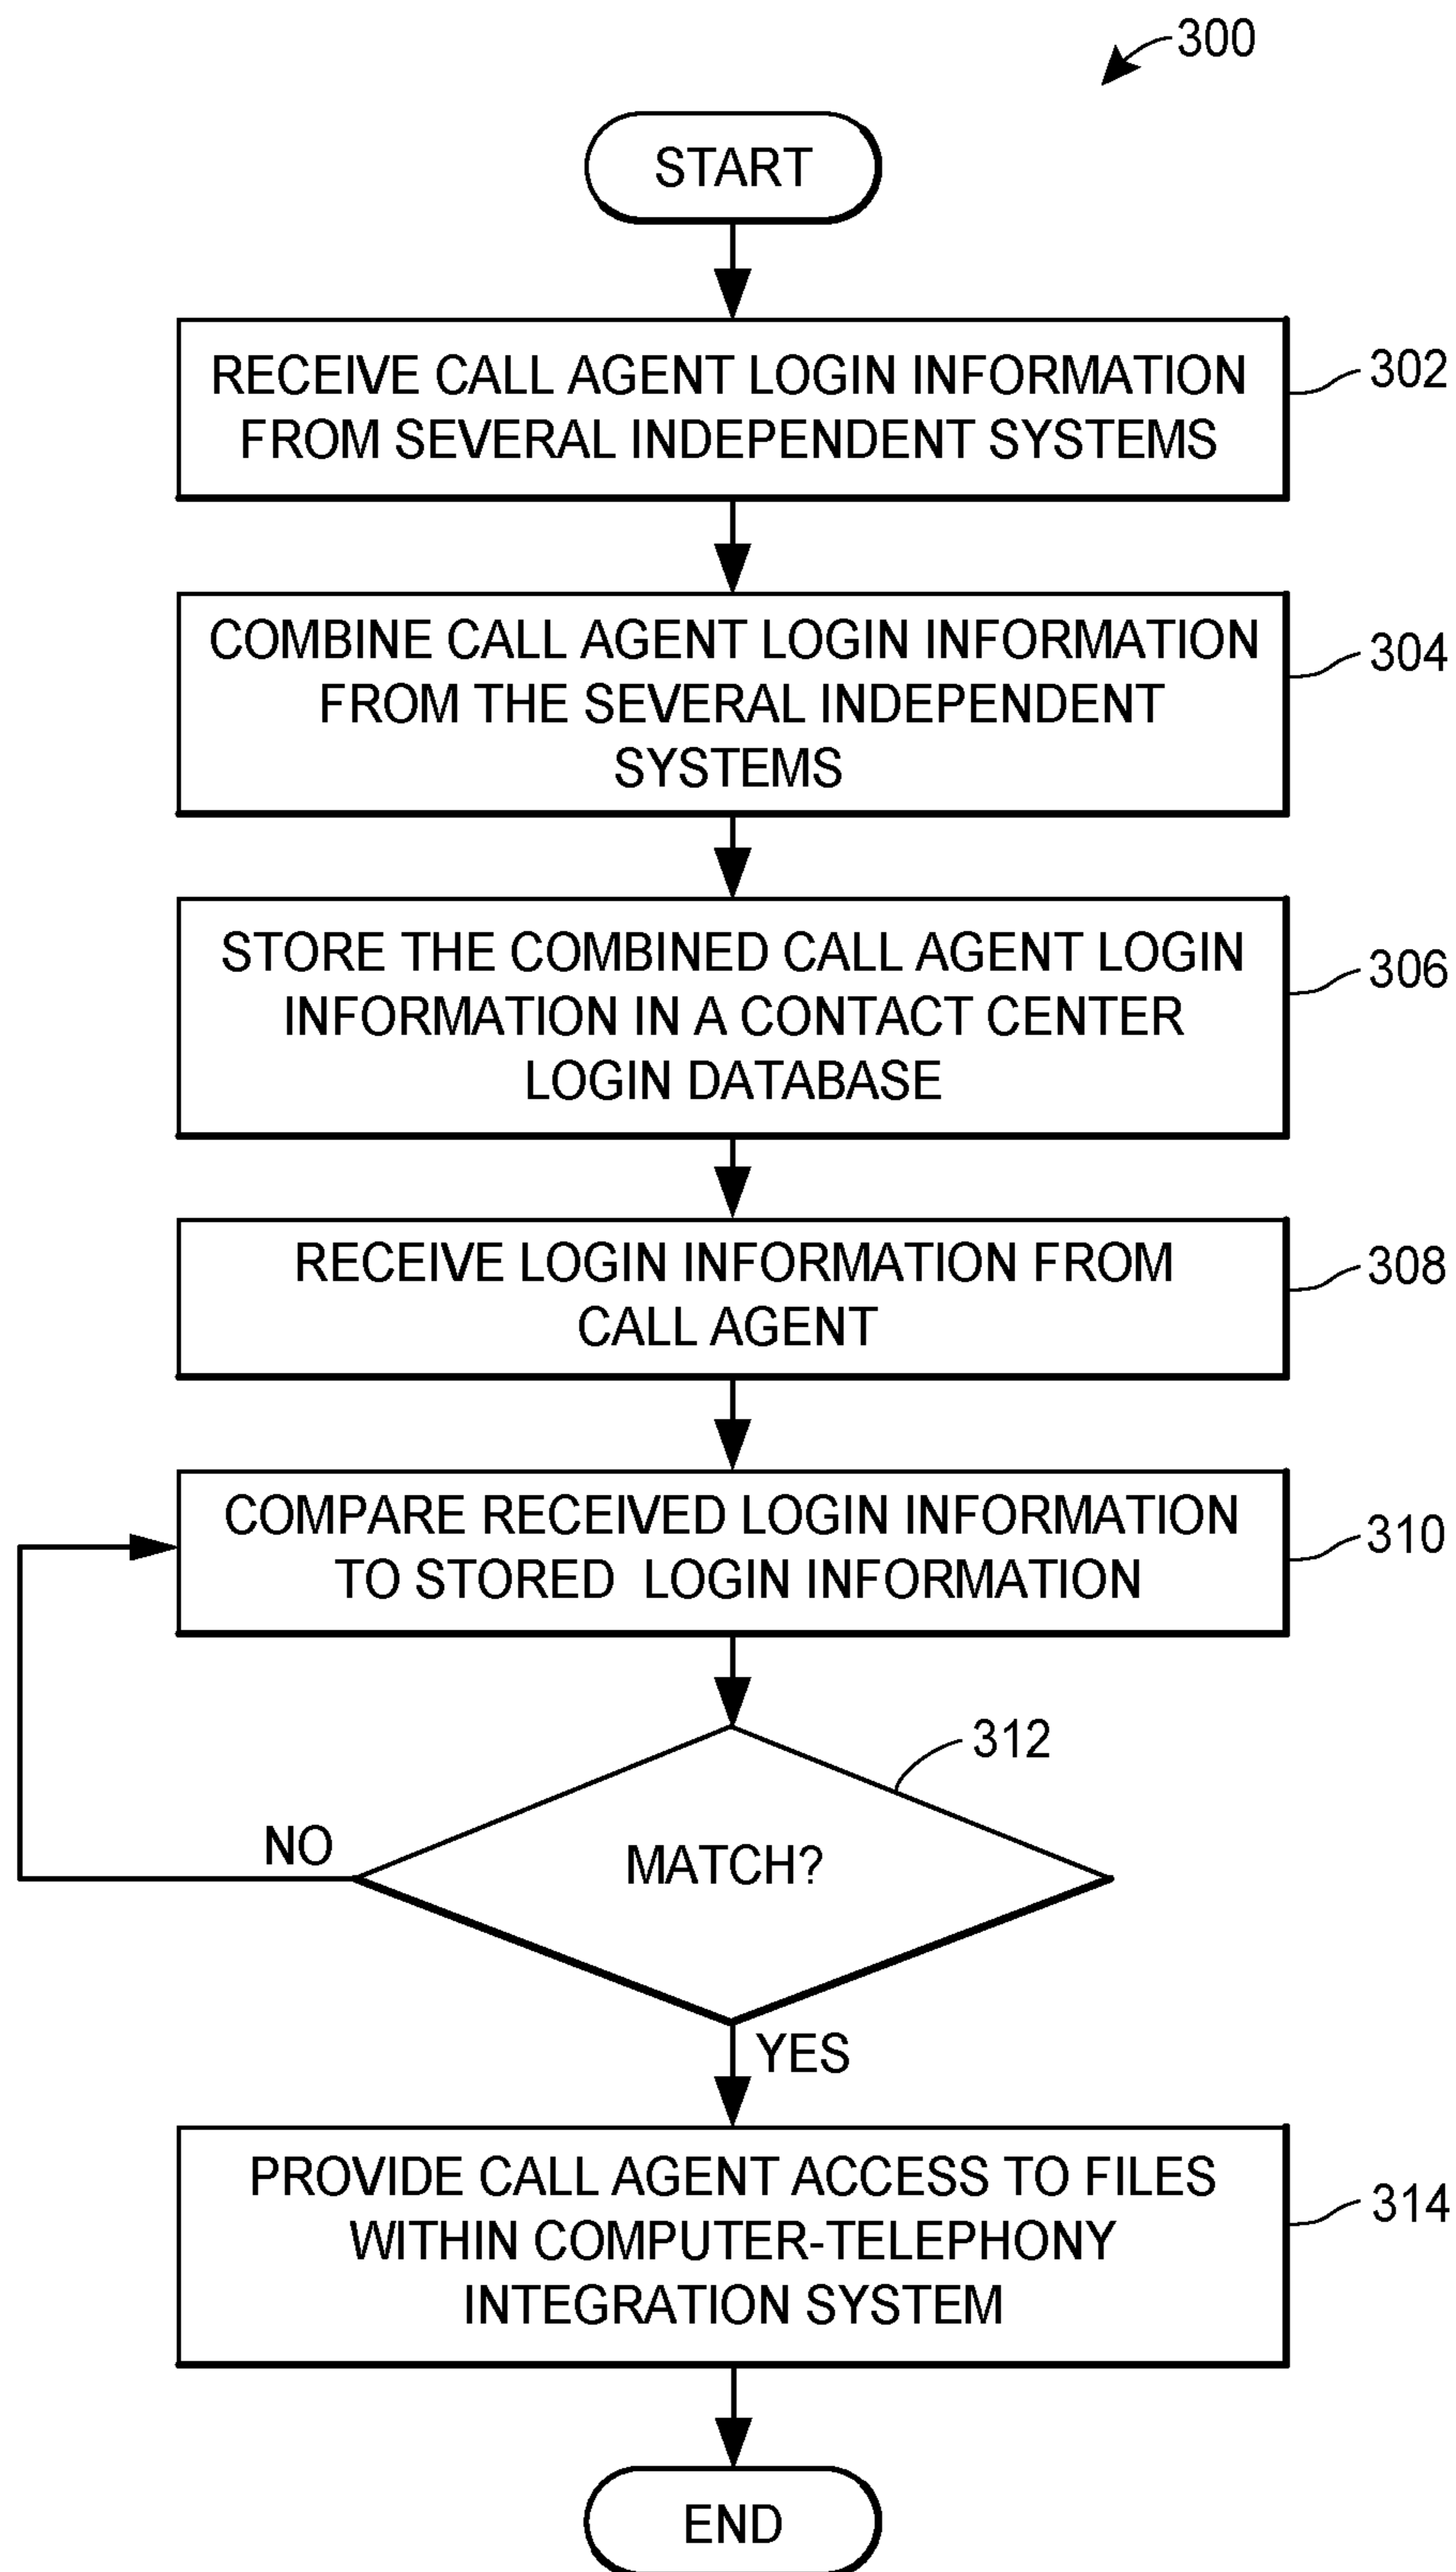 300
START
RECEIVE CALL AGENT LOGIN INFORMATION
FROM SEVERAL INDEPENDENT SYSTEMS
302
COMBINE CALL AGENT LOGIN INFORMATION
FROM THE SEVERAL INDEPENDENT
SYSTEMS
304
STORE THE COMBINED CALL AGENT LOGIN
INFORMATION IN A CONTACT CENTER
LOGIN DATABASE
306
RECEIVE LOGIN INFORMATION FROM
CALL AGENT
308
COMPARE RECEIVED LOGIN INFORMATION
TO STORED LOGIN INFORMATION
310
312
MATCH?
NO
YES
PROVIDE CALL AGENT ACCESS TO FILES
WITHIN COMPUTER-TELEPHONY
INTEGRATION SYSTEM
314
END